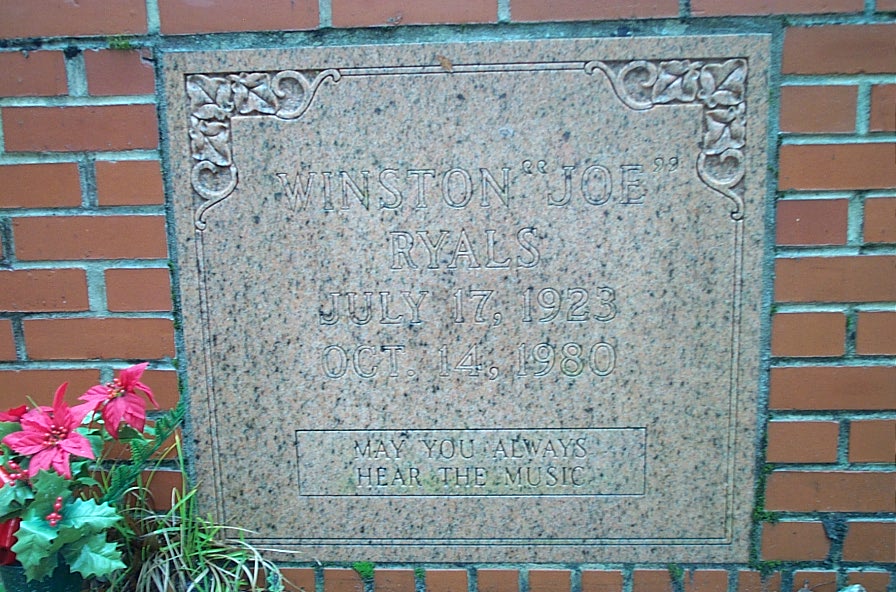 WINSTON "JOE"
RYALS
JULY 17, 1923
OCT. 14, 1980
MAY YOU ALWAYS
HEAR THE MUSIC